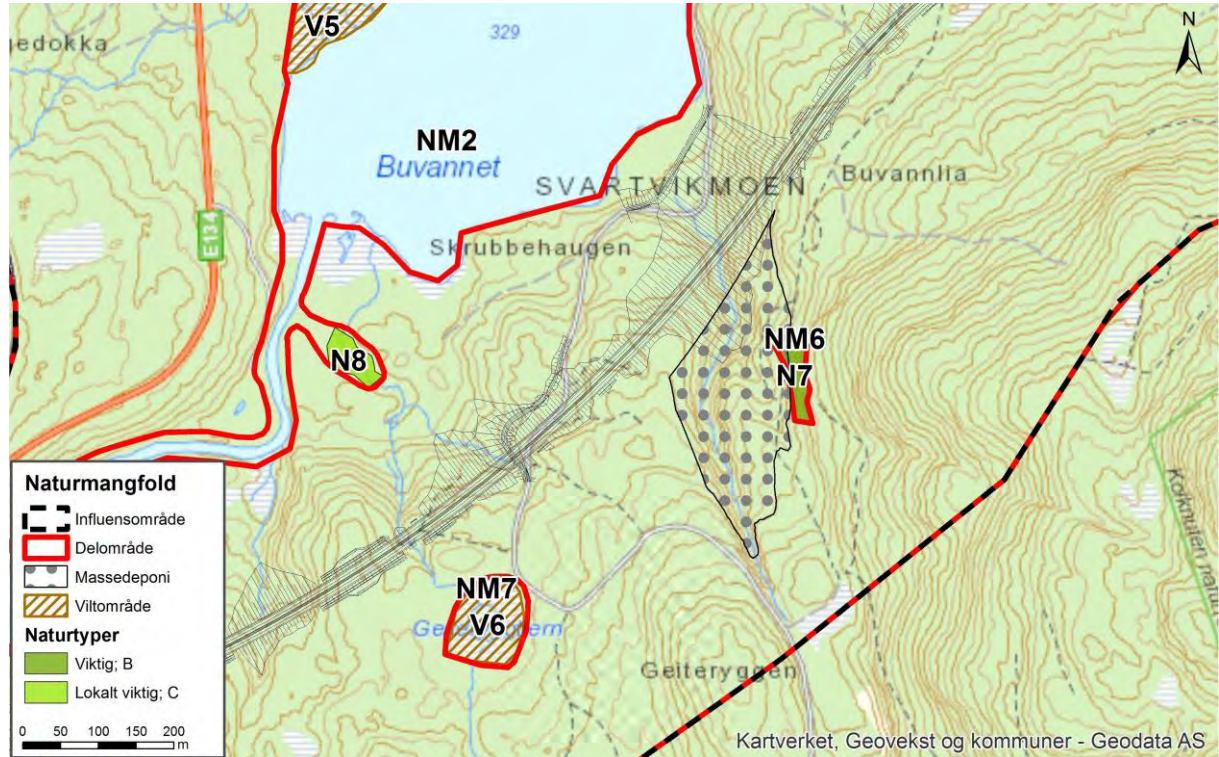 V5
329
N
gedokka
NM2
Buvannet
SVARTVIKMOEN
Buvannlia
E134
Skrubbehaugen
N8
NM6
N7
NM7
V6
Geiteryggen
Naturmangfold
Influensområde
Delområde
Massedeponi
Viltområde
Naturtyper
Viktig; B
Lokalt viktig; C
0 50 100 150 200
m
Kartverket, Geovekst og kommuner - Geodata AS